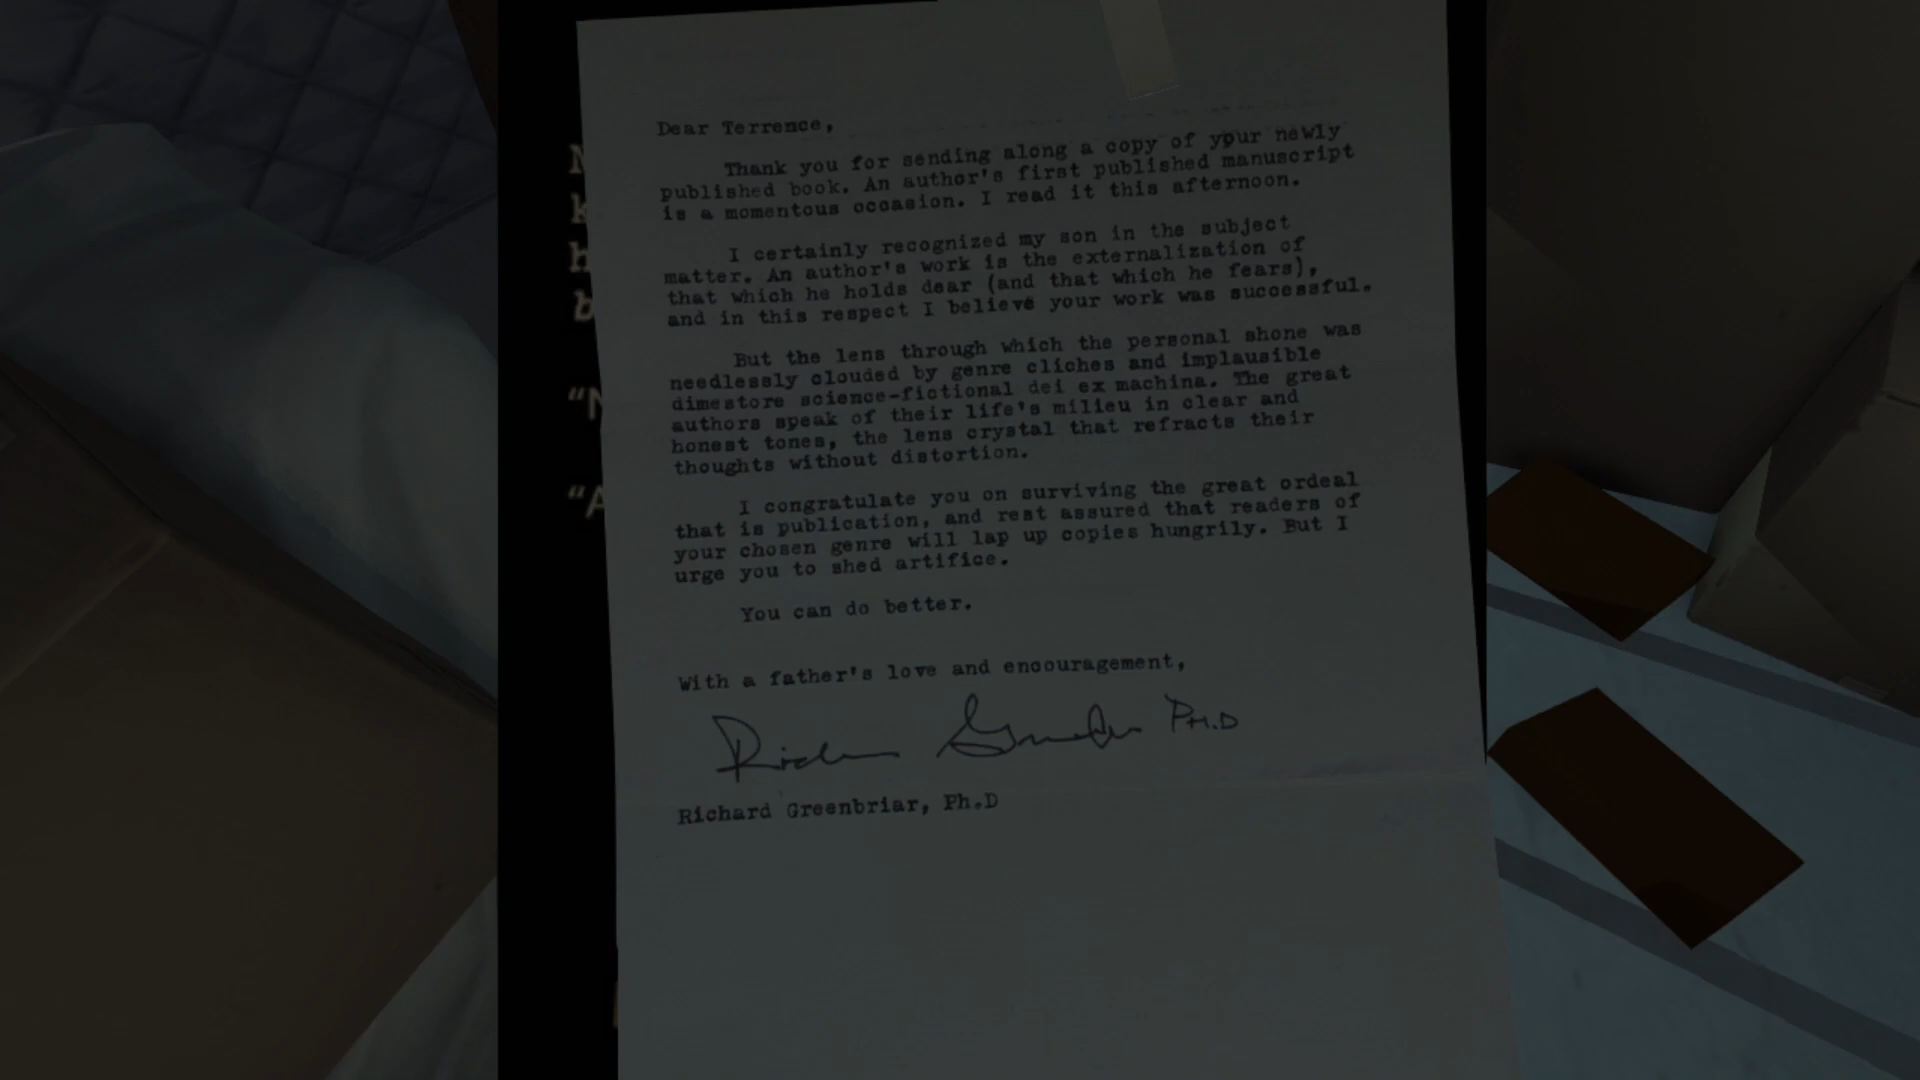 Dear Terrence,
Thank you for sending along a copy of your newly
published book. An author's first published manuscript
is a momentous occasion. I read it this afternoon.
I certainly recognized my son in the subject
matter. An author's work is the externalization of
that which he holds dear (and that which he fears),
and in this respect I believe your work was successful.
But the lens through which the personal shone was
needlessly clouded by genre cliches and implausible
dimestore science-fictional dei ex machina. The great
authors speak of their life's milieu in clear and
honest tones, the lens crystal that refracts their
thoughts without distortion.
I congratulate you on surviving the great ordeal
that is publication, and rest assured that readers of
your chosen genre will lap up copies hungrily. But I
urge you to shed artifice.
You can do better.
With a father's love and encouragement,
PH.D
Richard Greenbriar, Ph.D